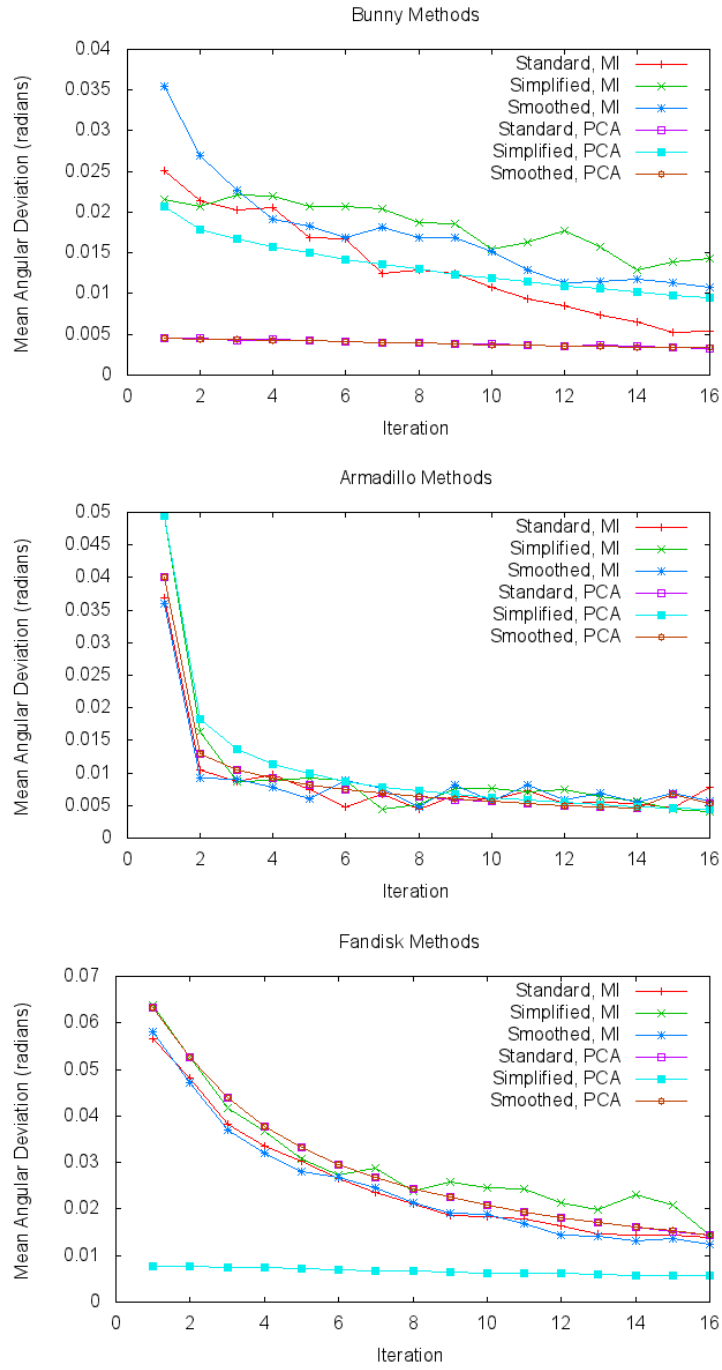 Bunny Methods
Mean Angular Deviation (radians)
0.04
0.035
0.03
0.025
0.02
0.015
0.01
0.005
0
Standard, MI
Simplified, MI
Smoothed, MI
Standard, PCA
Simplified, PCA
Smoothed, PCA
0 2 4 6 8 10 12 14 16
Iteration
Armadillo Methods
Mean Angular Deviation (radians)
0.05
0.045
0.04
0.035
0.03
0.025
0.02
0.015
0.01
0.005
0
Standard, MI
Simplified, MI
Smoothed, MI
Standard, PCA
Simplified, PCA
Smoothed, PCA
0 2 4 6 8 10 12 14 16
Iteration
Fandisk Methods
Mean Angular Deviation (radians)
0.07
0.06
0.05
0.04
0.03
0.02
0.01
0
Standard, MI
Simplified, MI
Smoothed, MI
Standard, PCA
Simplified, PCA
Smoothed, PCA
0 2 4 6 8 10 12 14 16
Iteration